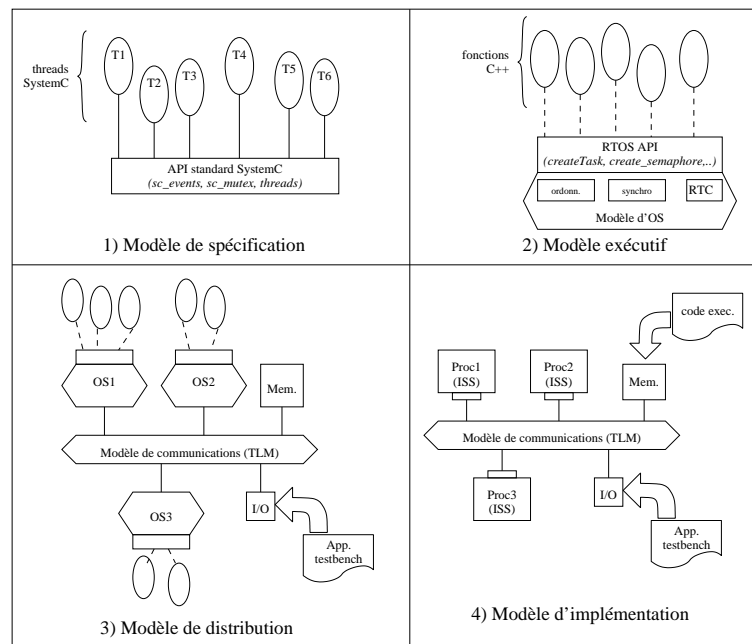 threads
SystemC
T1
T2
T3
T4
T5
T6
API standard SystemC
(sc_events, sc_mutex, threads)
1) Modèle de spécification
fonctions
C++
RTOS API
(createTask, create_semaphore,..)
ordonn.
synchro
RTC
Modèle d'OS
2) Modèle exécutif
OS1
OS2
Mem.
Modèle de communications (TLM)
OS3
I/O
App.
testbench
3) Modèle de distribution
code exec.
Proc1
(ISS)
Proc2
(ISS)
Mem.
Modèle de communications (TLM)
Proc3
(ISS)
I/O
App.
testbench
4) Modèle d'implémentation